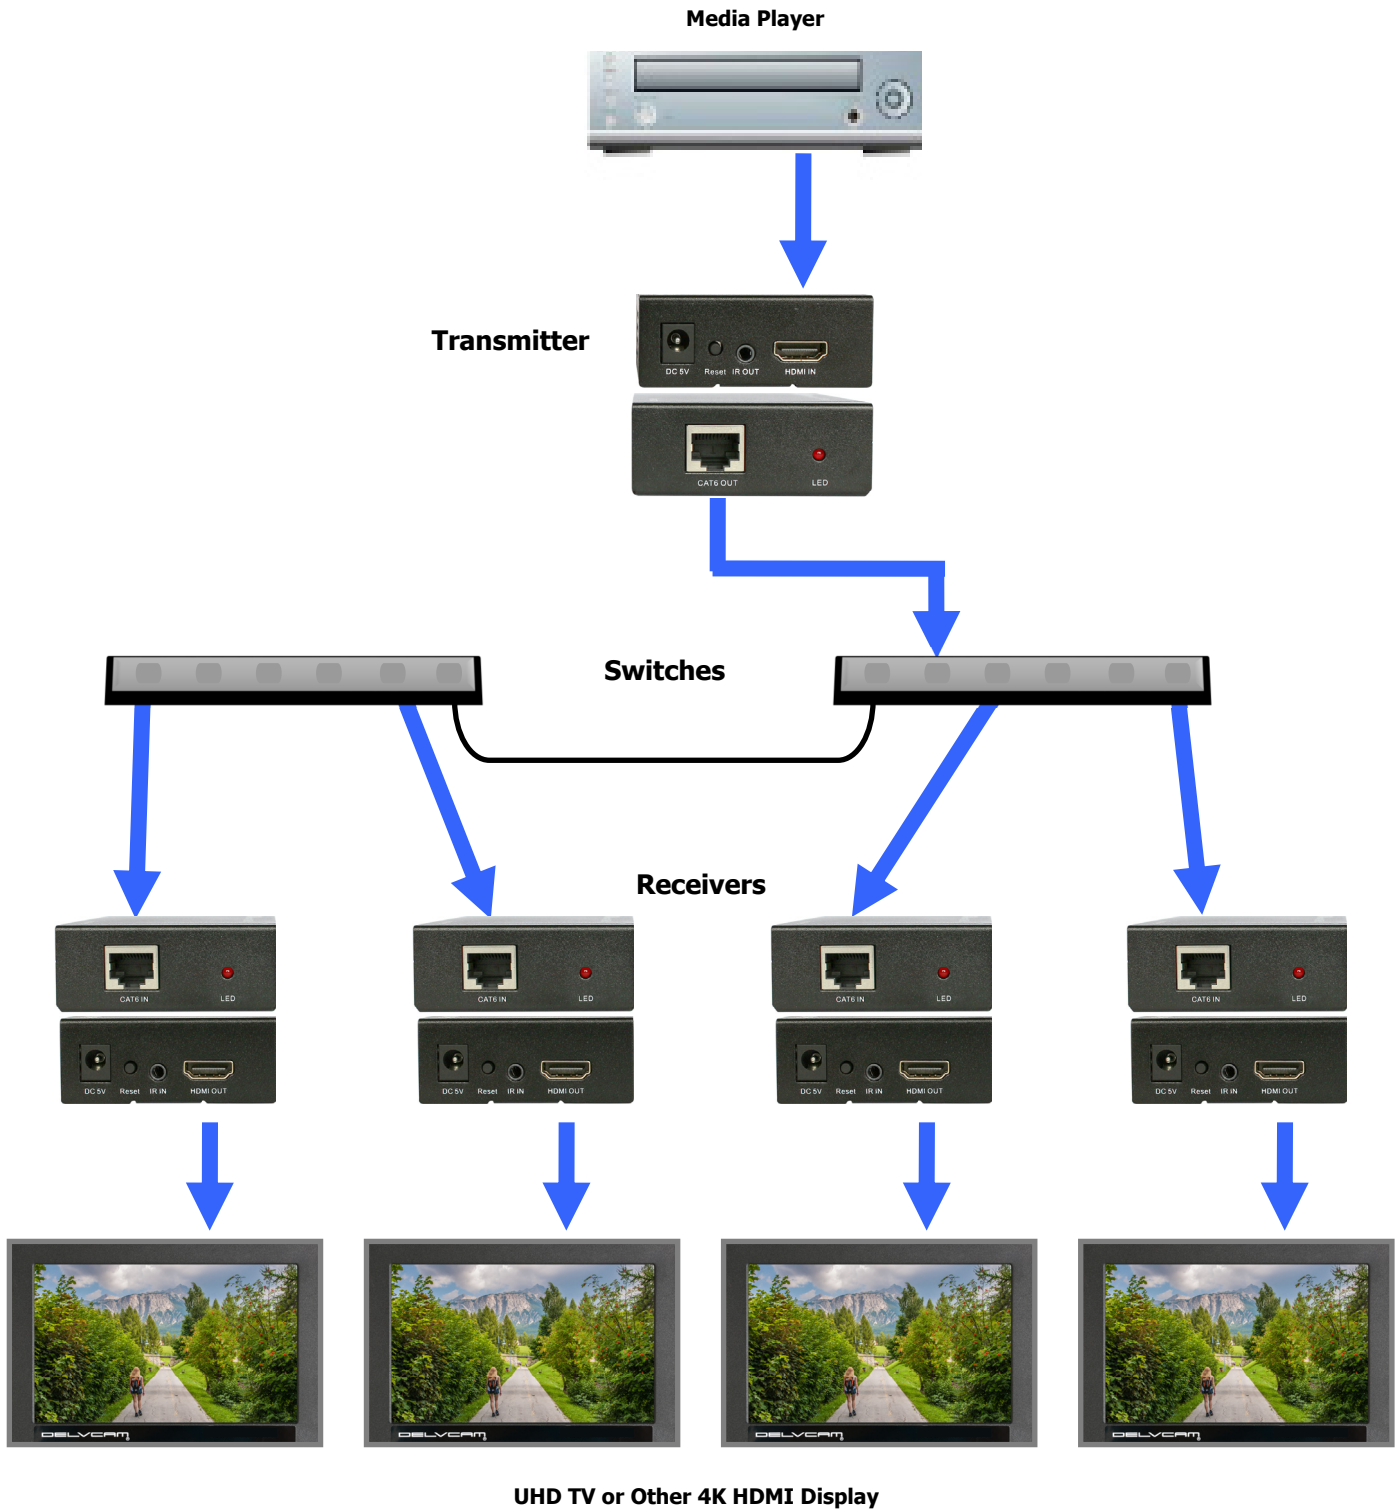 Media Player
Transmitter
DC 5V Reset IR OUT HDMI IN
CAT6 OUT LED
Switches
Receivers
CAT6 IN LED
CAT6 IN LED
CAT6 IN LED
CAT6 IN LED
DC 5V Reset IR IN HDMI OUT
DC 5V Reset IR IN HDMI OUT
DC 5V Reset IR IN HDMI OUT
DC 5V Reset IR IN HDMI OUT
DELVCAM
DELVCAM
DELVCAM
DELVCAM
UHD TV or Other 4K HDMI Display